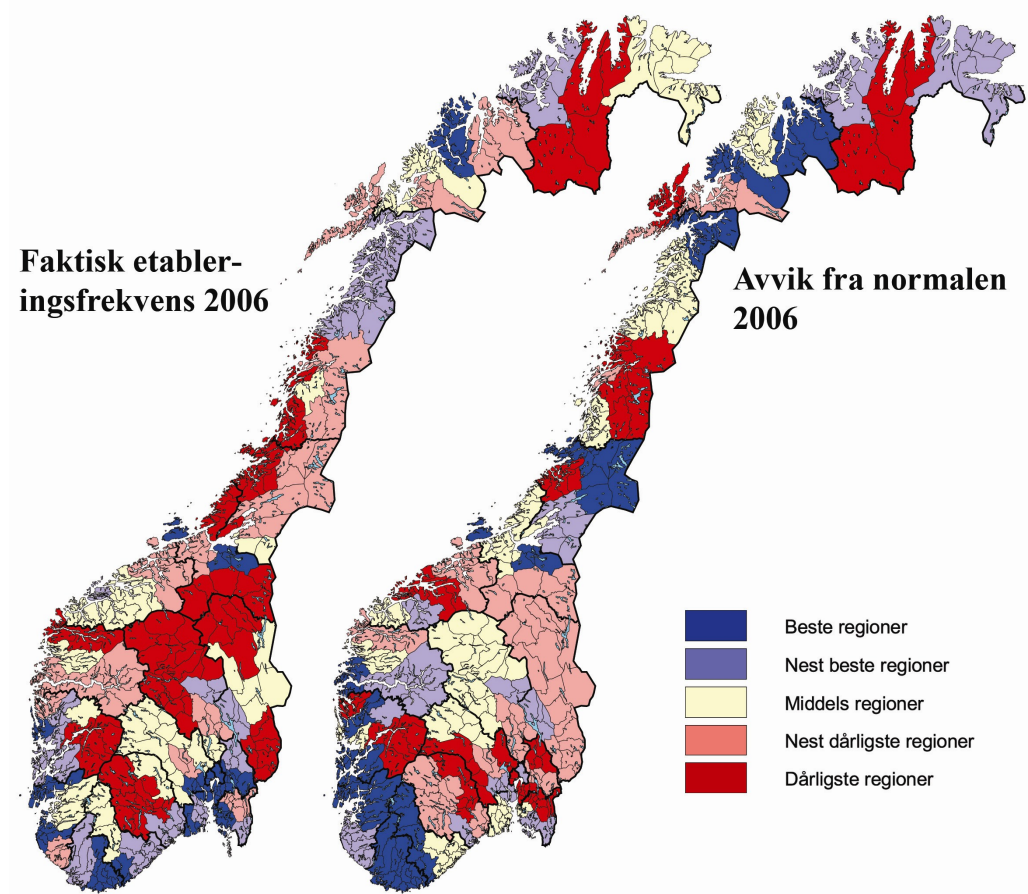 Faktisk etabler-
ingsfrekvens 2006
Avvik fra normalen
2006
Beste regioner
Nest beste regioner
Middels regioner
Nest dårligste regioner
Dårligste regioner